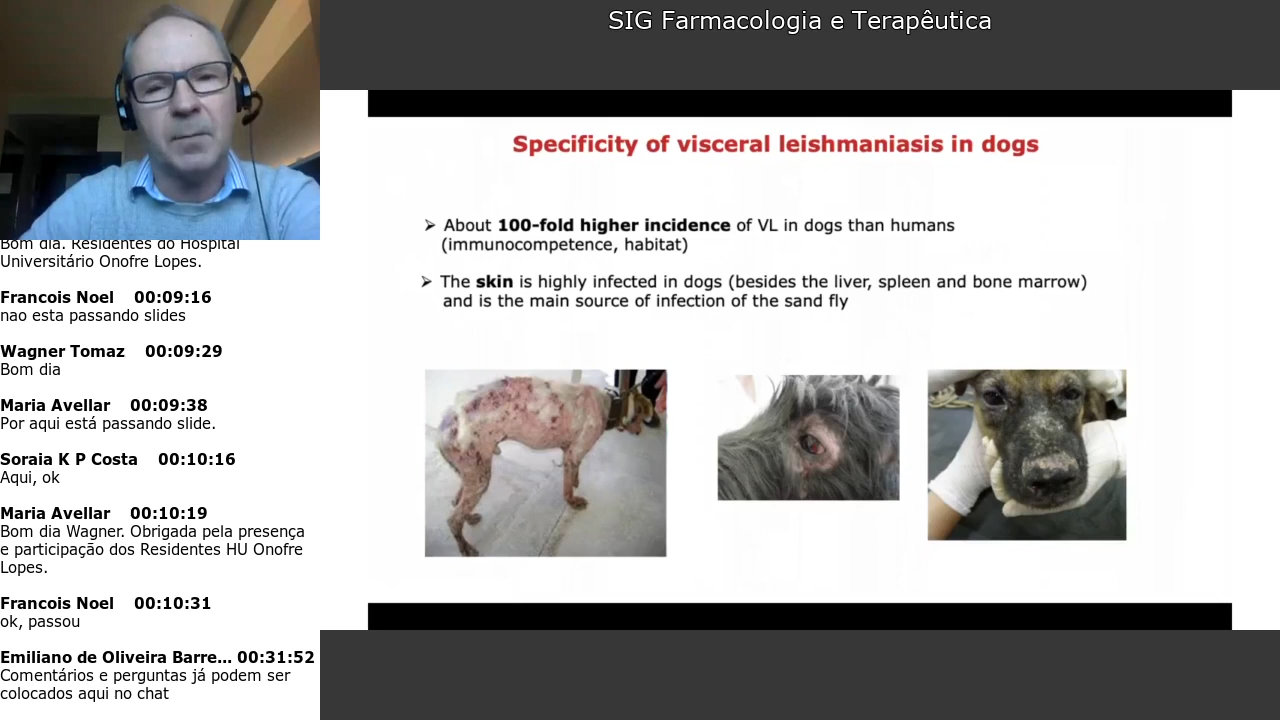 SIG Farmacologia e Terapêutica
Bom dia. Residentes do Hospital
Universitário Onofre Lopes.
Francois Noel 00:09:16
nao esta passando slides
Wagner Tomaz 00:09:29
Bom dia
Maria Avellar 00:09:38
Por aqui está passando slide.
Soraia K P Costa 00:10:16
Aqui, ok
Maria Avellar 00:10:19
Bom dia Wagner. Obrigada pela presença
e participação dos Residentes HU Onofre
Lopes.
Francois Noel 00:10:31
ok, passou
Emiliano de Oliveira Barre... 00:31:52
Comentários e perguntas já podem ser
colocados aqui no chat
Specificity of visceral leishmaniasis in dogs
➢ About 100-fold higher incidence of VL in dogs than humans
(immunocompetence, habitat)
➢ The skin is highly infected in dogs (besides the liver, spleen and bone marrow)
and is the main source of infection of the sand fly